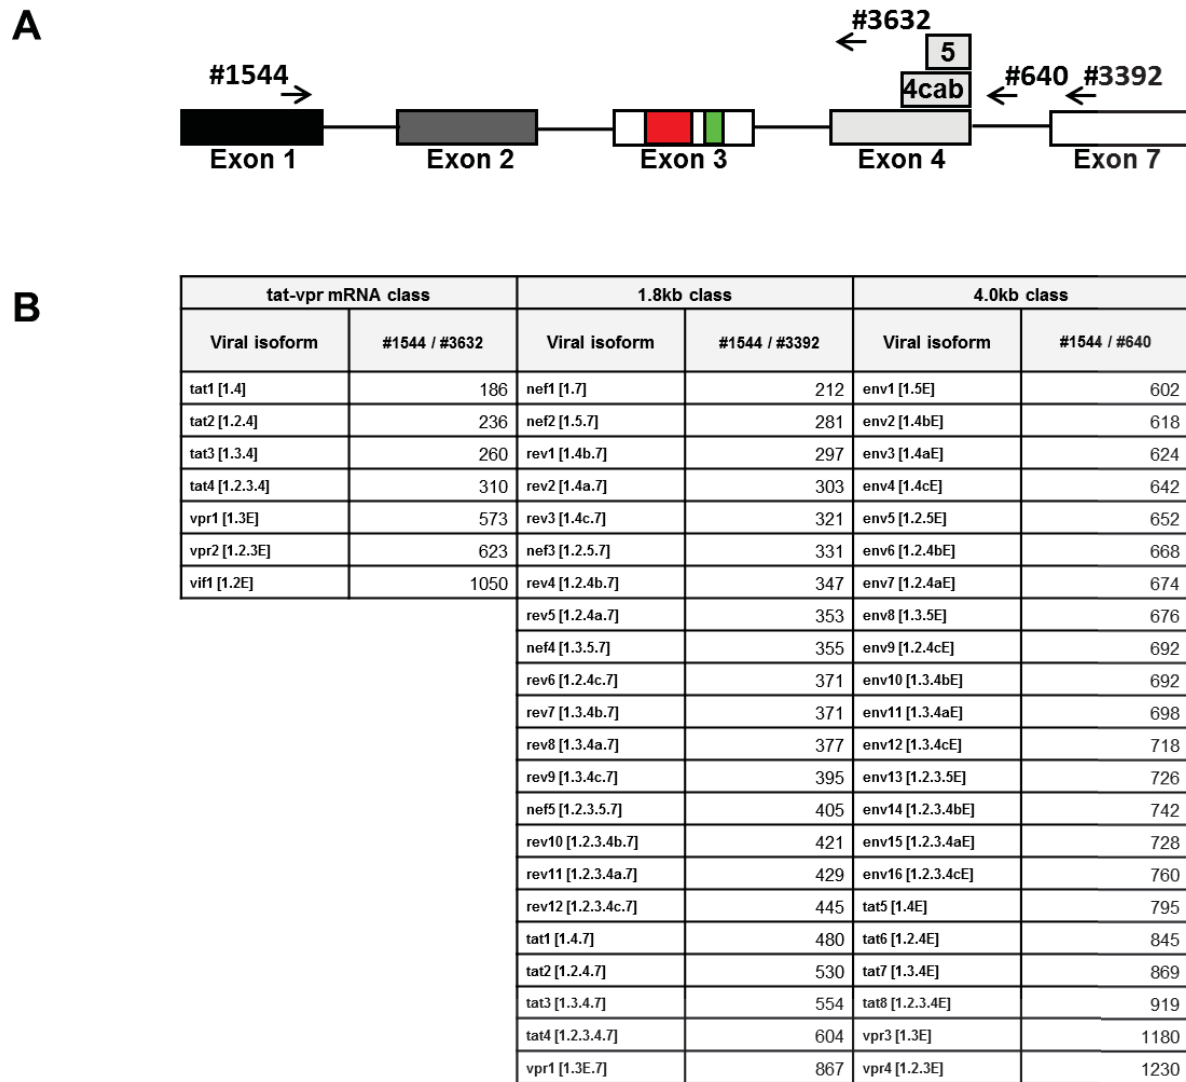 A
#3632
5
#1544
#640 #3392
4cab
Exon 1 Exon 2 Exon 3 Exon 4 Exon 7
B
tat-vpr mRNA class 1.8kb class 4.0kb class
Viral isoform #1544 / #3632 Viral isoform #1544 / #3392 Viral isoform #1544 / #640
tat1 [1.4] 186 nef1 [1.7] 212 env1 [1.5E] 602
tat2 [1.2.4] 236 nef2 [1.5.7] 281 env2 [1.4bE] 618
tat3 [1.3.4] 260 rev1 [1.4b.7] 297 env3 [1.4aE] 624
tat4 [1.2.3.4] 310 rev2 [1.4a.7] 303 env4 [1.4cE] 642
vpr1 [1.3E] 573 rev3 [1.4c.7] 321 env5 [1.2.5E] 652
vpr2 [1.2.3E] 623 nef3 [1.2.5.7] 331 env6 [1.2.4bE] 668
vif1 [1.2E] 1050 rev4 [1.2.4b.7] 347 env7 [1.2.4aE] 674
rev5 [1.2.4a.7] 353 env8 [1.3.5E] 676
nef4 [1.3.5.7] 355 env9 [1.2.4cE] 692
rev6 [1.2.4c.7] 371 env10 [1.3.4bE] 692
rev7 [1.3.4b.7] 371 env11 [1.3.4aE] 698
rev8 [1.3.4a.7] 377 env12 [1.3.4cE] 718
rev9 [1.3.4c.7] 395 env13 [1.2.3.5E] 726
nef5 [1.2.3.5.7] 405 env14 [1.2.3.4bE] 742
rev10 [1.2.3.4b.7] 421 env15 [1.2.3.4aE] 728
rev11 [1.2.3.4a.7] 429 env16 [1.2.3.4cE] 760
rev12 [1.2.3.4c.7] 445 tat5 [1.4E] 795
tat1 [1.4.7] 480 tat6 [1.2.4E] 845
tat2 [1.2.4.7] 530 tat7 [1.3.4E] 869
tat3 [1.3.4.7] 554 tat8 [1.2.3.4E] 919
tat4 [1.2.3.4.7] 604 vpr3 [1.3E] 1180
vpr1 [1.3E.7] 867 vpr4 [1.2.3E] 1230